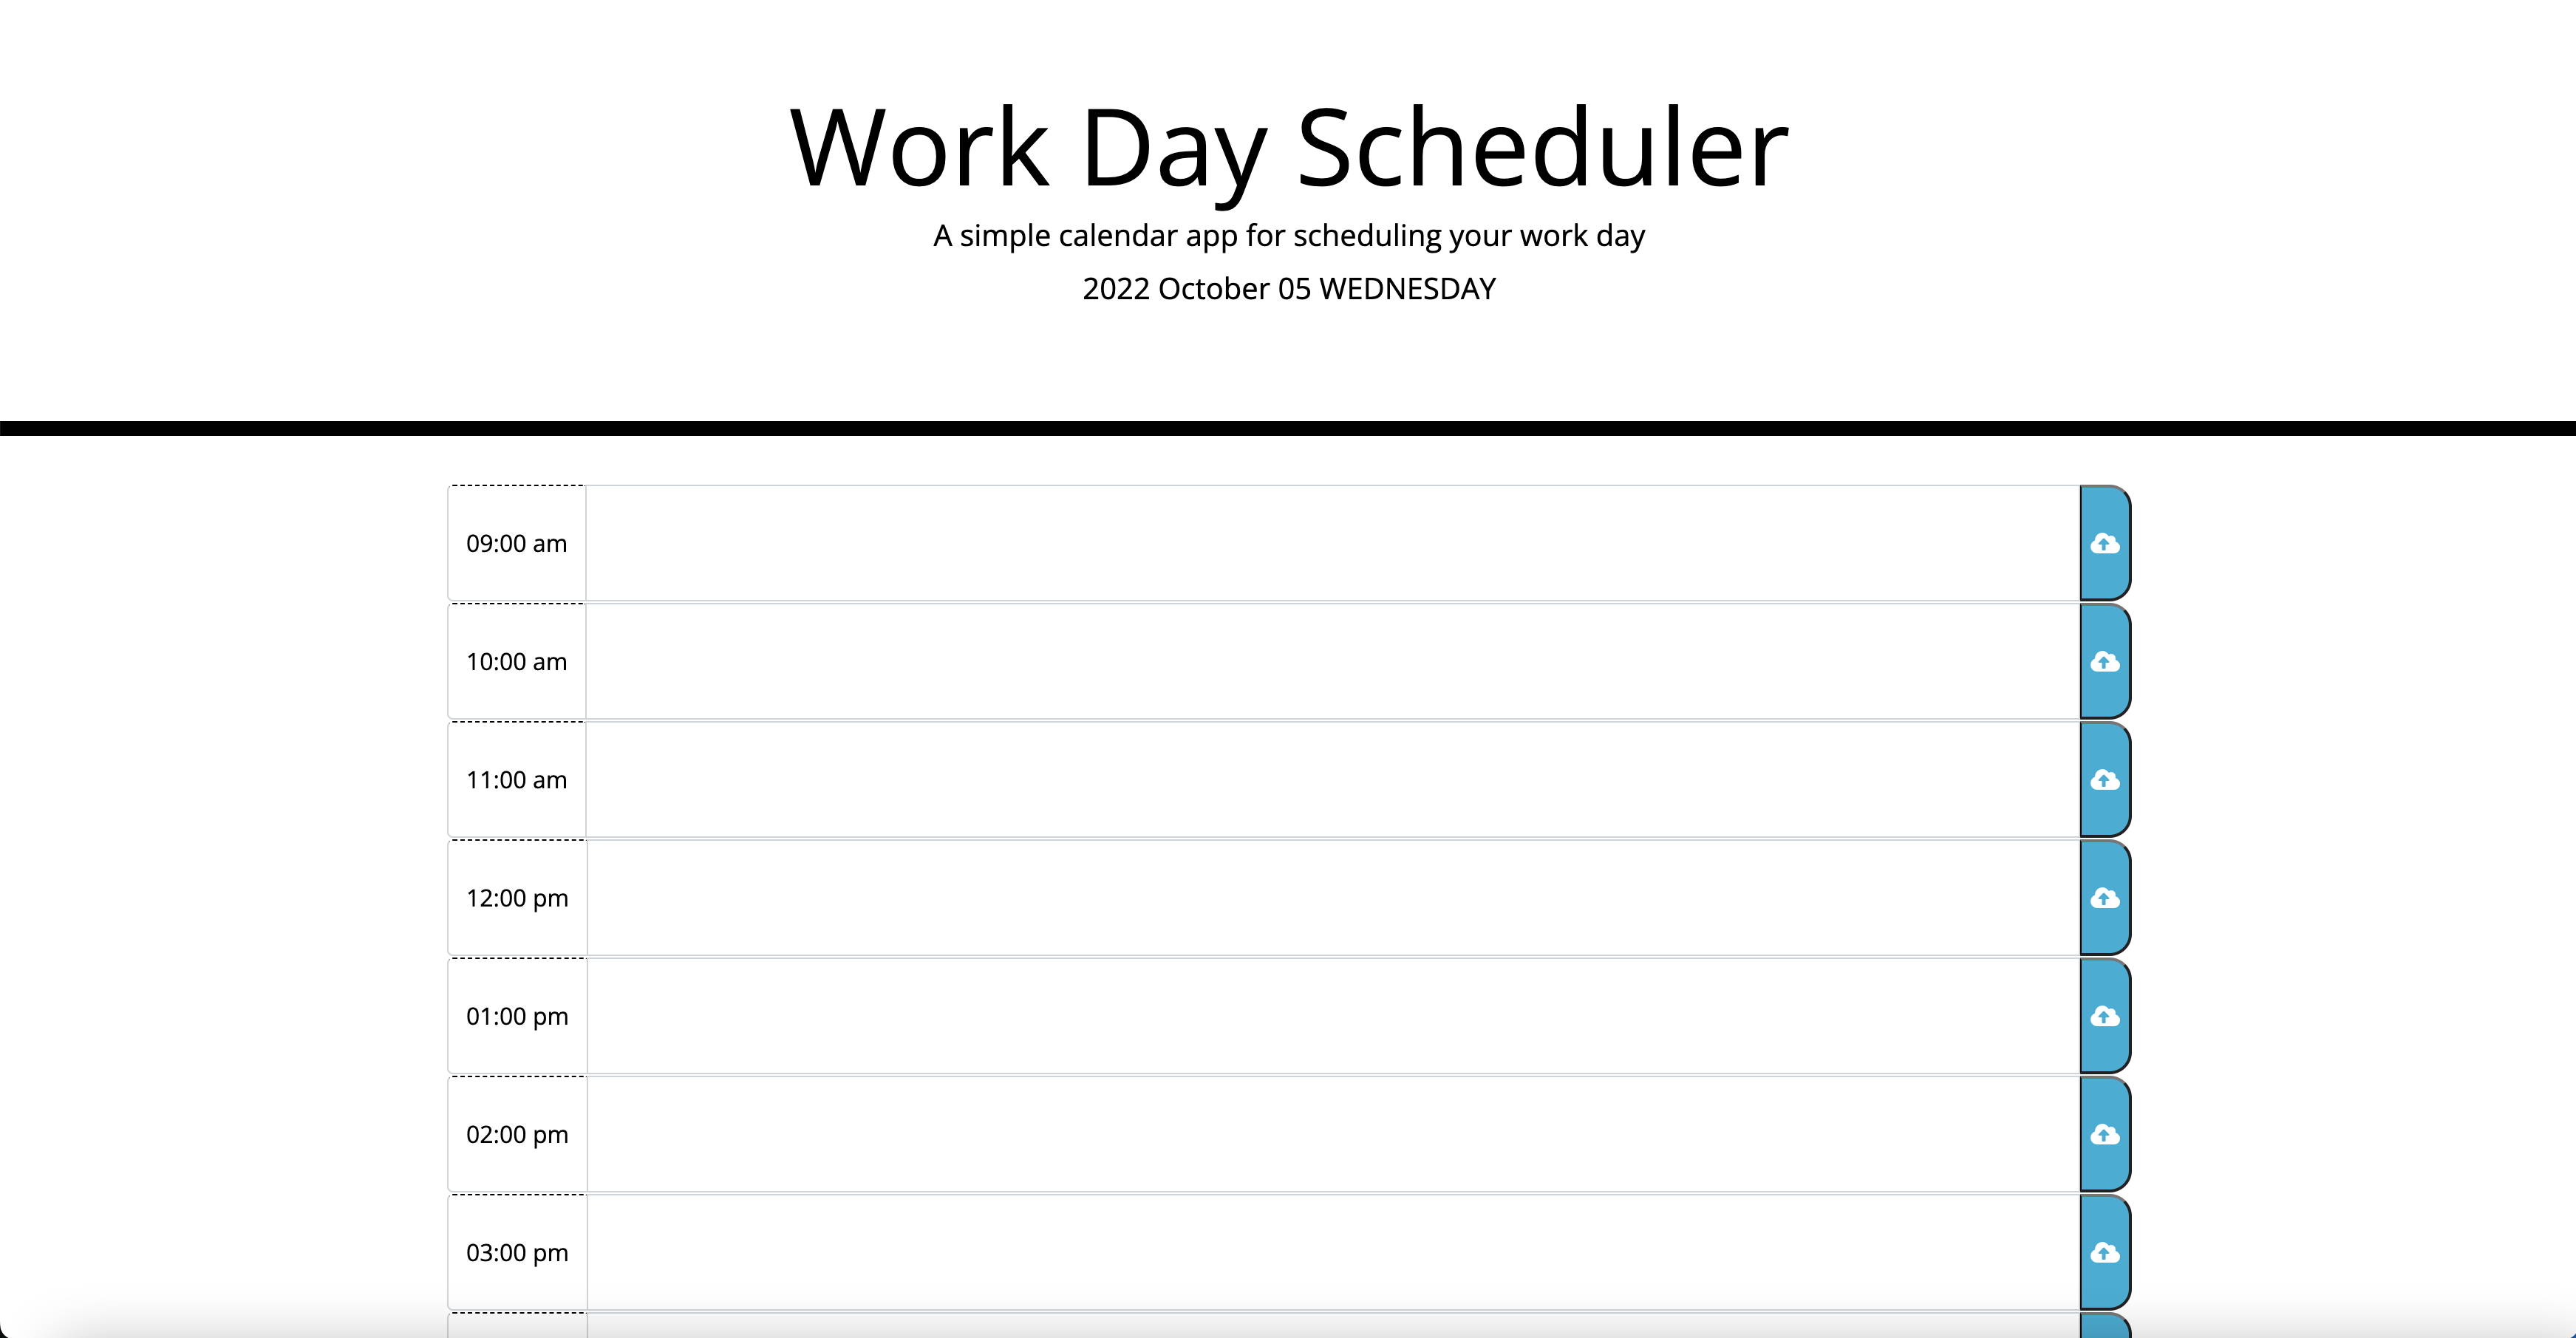 Work Day Scheduler
A simple calendar app for scheduling your work day
2022 October 05 WEDNESDAY
09:00 am
10:00 am
11:00 am
12:00 pm
01:00 pm
02:00 pm
03:00 pm